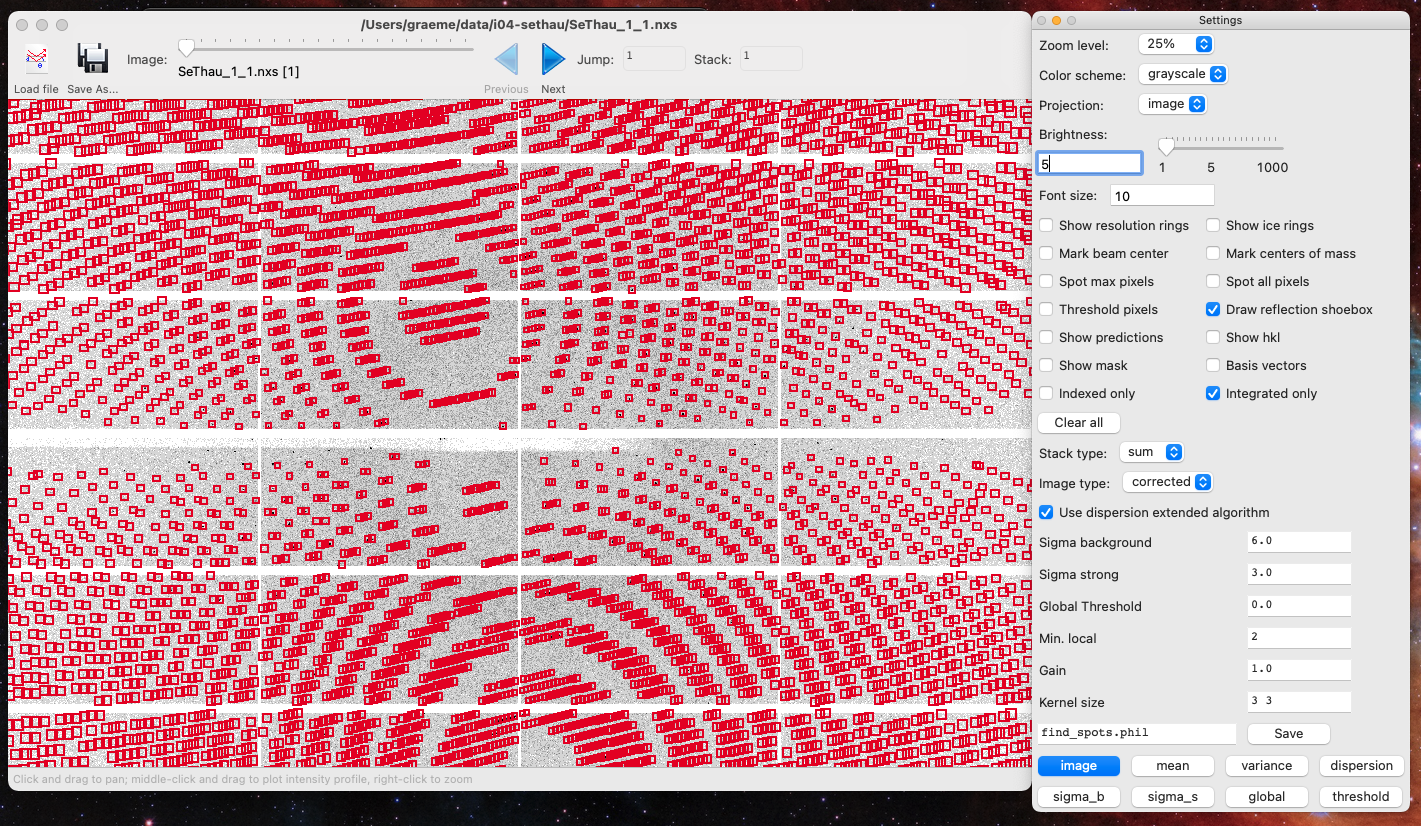 /Users/graeme/data/i04-sethau/SeThau_1_1.nxs
Image:
SeThau_1_1.nxs [1]
Jump: 1
Stack: 1
Load file
Save As...
Previous
Next
Click and drag to pan; middle-click and drag to plot intensity profile, right-click to zoom
Settings
Zoom level: 25%
Color scheme: grayscale
Projection: image
Brightness:
5
1 5 1000
Font size: 10
Show resolution rings Show ice rings
Mark beam center Mark centers of mass
Spot max pixels Spot all pixels
Threshold pixels Draw reflection shoebox
Show predictions Show hkl
Show mask Basis vectors
Indexed only Integrated only
Clear all
Stack type: sum
Image type: corrected
Use dispersion extended algorithm
Sigma background 6.0
Sigma strong 3.0
Global Threshold 0.0
Min. local 2
Gain 1.0
Kernel size 3 3
find_spots.phil Save
image mean variance dispersion
sigma_b sigma_s global threshold